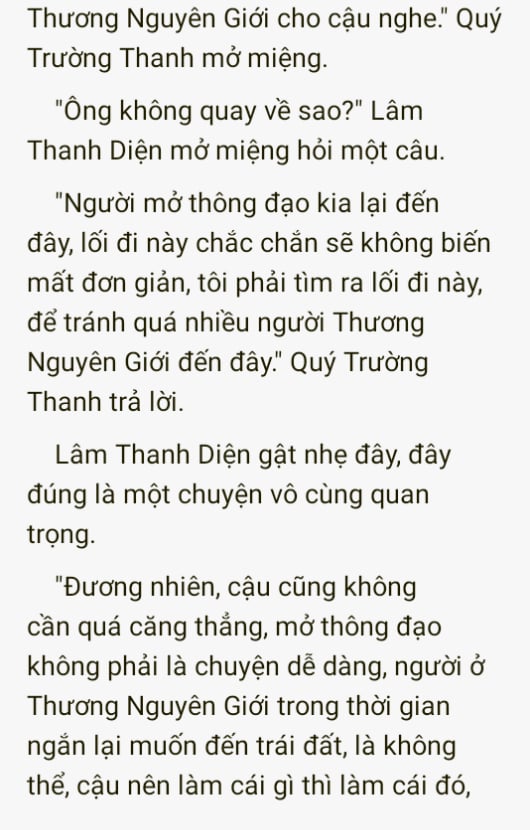 Thương Nguyên Giới cho cậu nghe." Quý
Trường Thanh mở miệng.
"Ông không quay về sao?" Lâm
Thanh Diện mở miệng hỏi một câu.
"Người mở thông đạo kia lại đến
đây, lối đi này chắc chắn sẽ không biến
mất đơn giản, tôi phải tìm ra lối đi này,
để tránh quá nhiều người Thương
Nguyên Giới đến đây." Quý Trường
Thanh trả lời.
Lâm Thanh Diện gật nhẹ đây, đây
đúng là một chuyện vô cùng quan
trọng.
"Đương nhiên, cậu cũng không
cần quá căng thẳng, mở thông đạo
không phải là chuyện dễ dàng, người ở
Thương Nguyên Giới trong thời gian
ngắn lại muốn đến trái đất, là không
thể, cậu nên làm cái gì thì làm cái đó,